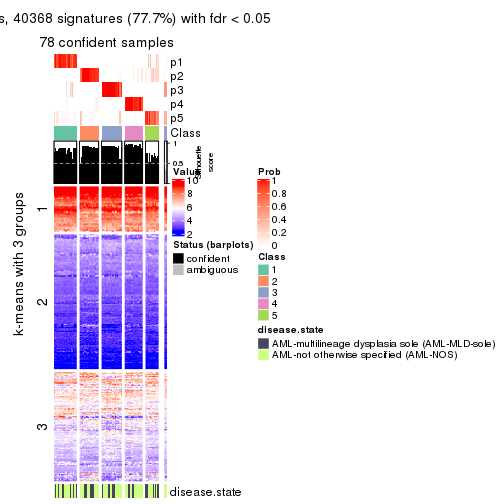 s, 40368 signatures (77.7%) with fdr < 0.05
78 confident samples
p1
p2
p3
p4
p5
Class
1
0.5
Silhouette
score
k-means with 3 groups
1
2
3
Value
10
8
6
4
2
Status (barplots)
confident
ambiguous
Prob
1
0.8
0.6
0.4
0.2
0
Class
1
2
3
4
5
disease.state
AML-multilineage dysplasia sole (AML-MLD-sole)
AML-not otherwise specified (AML-NOS)
disease.state